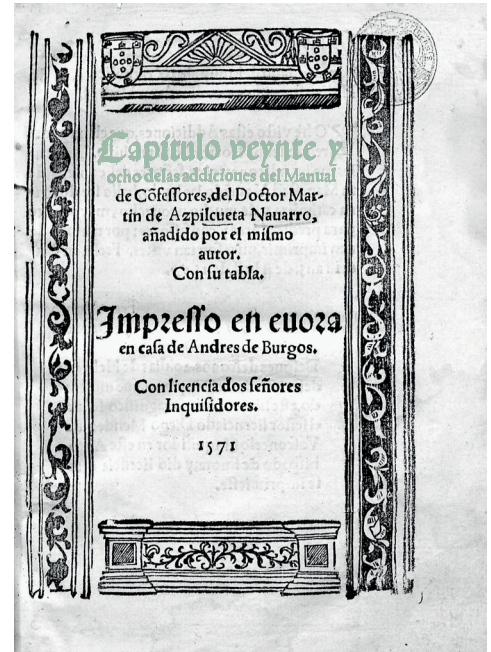 Capitulo veynte y
ocho delas addiciones del Manual
de Cõfeſſores, del Doctor Mar-
tin de Azpilcueta Nauarro,
añadido por el miſmo
autor.
Con ſu tabla.
Impreſſo en euora
en caſa de Andres de Burgos.
Con licencia dos ſeñores
Inquiſidores.
1571